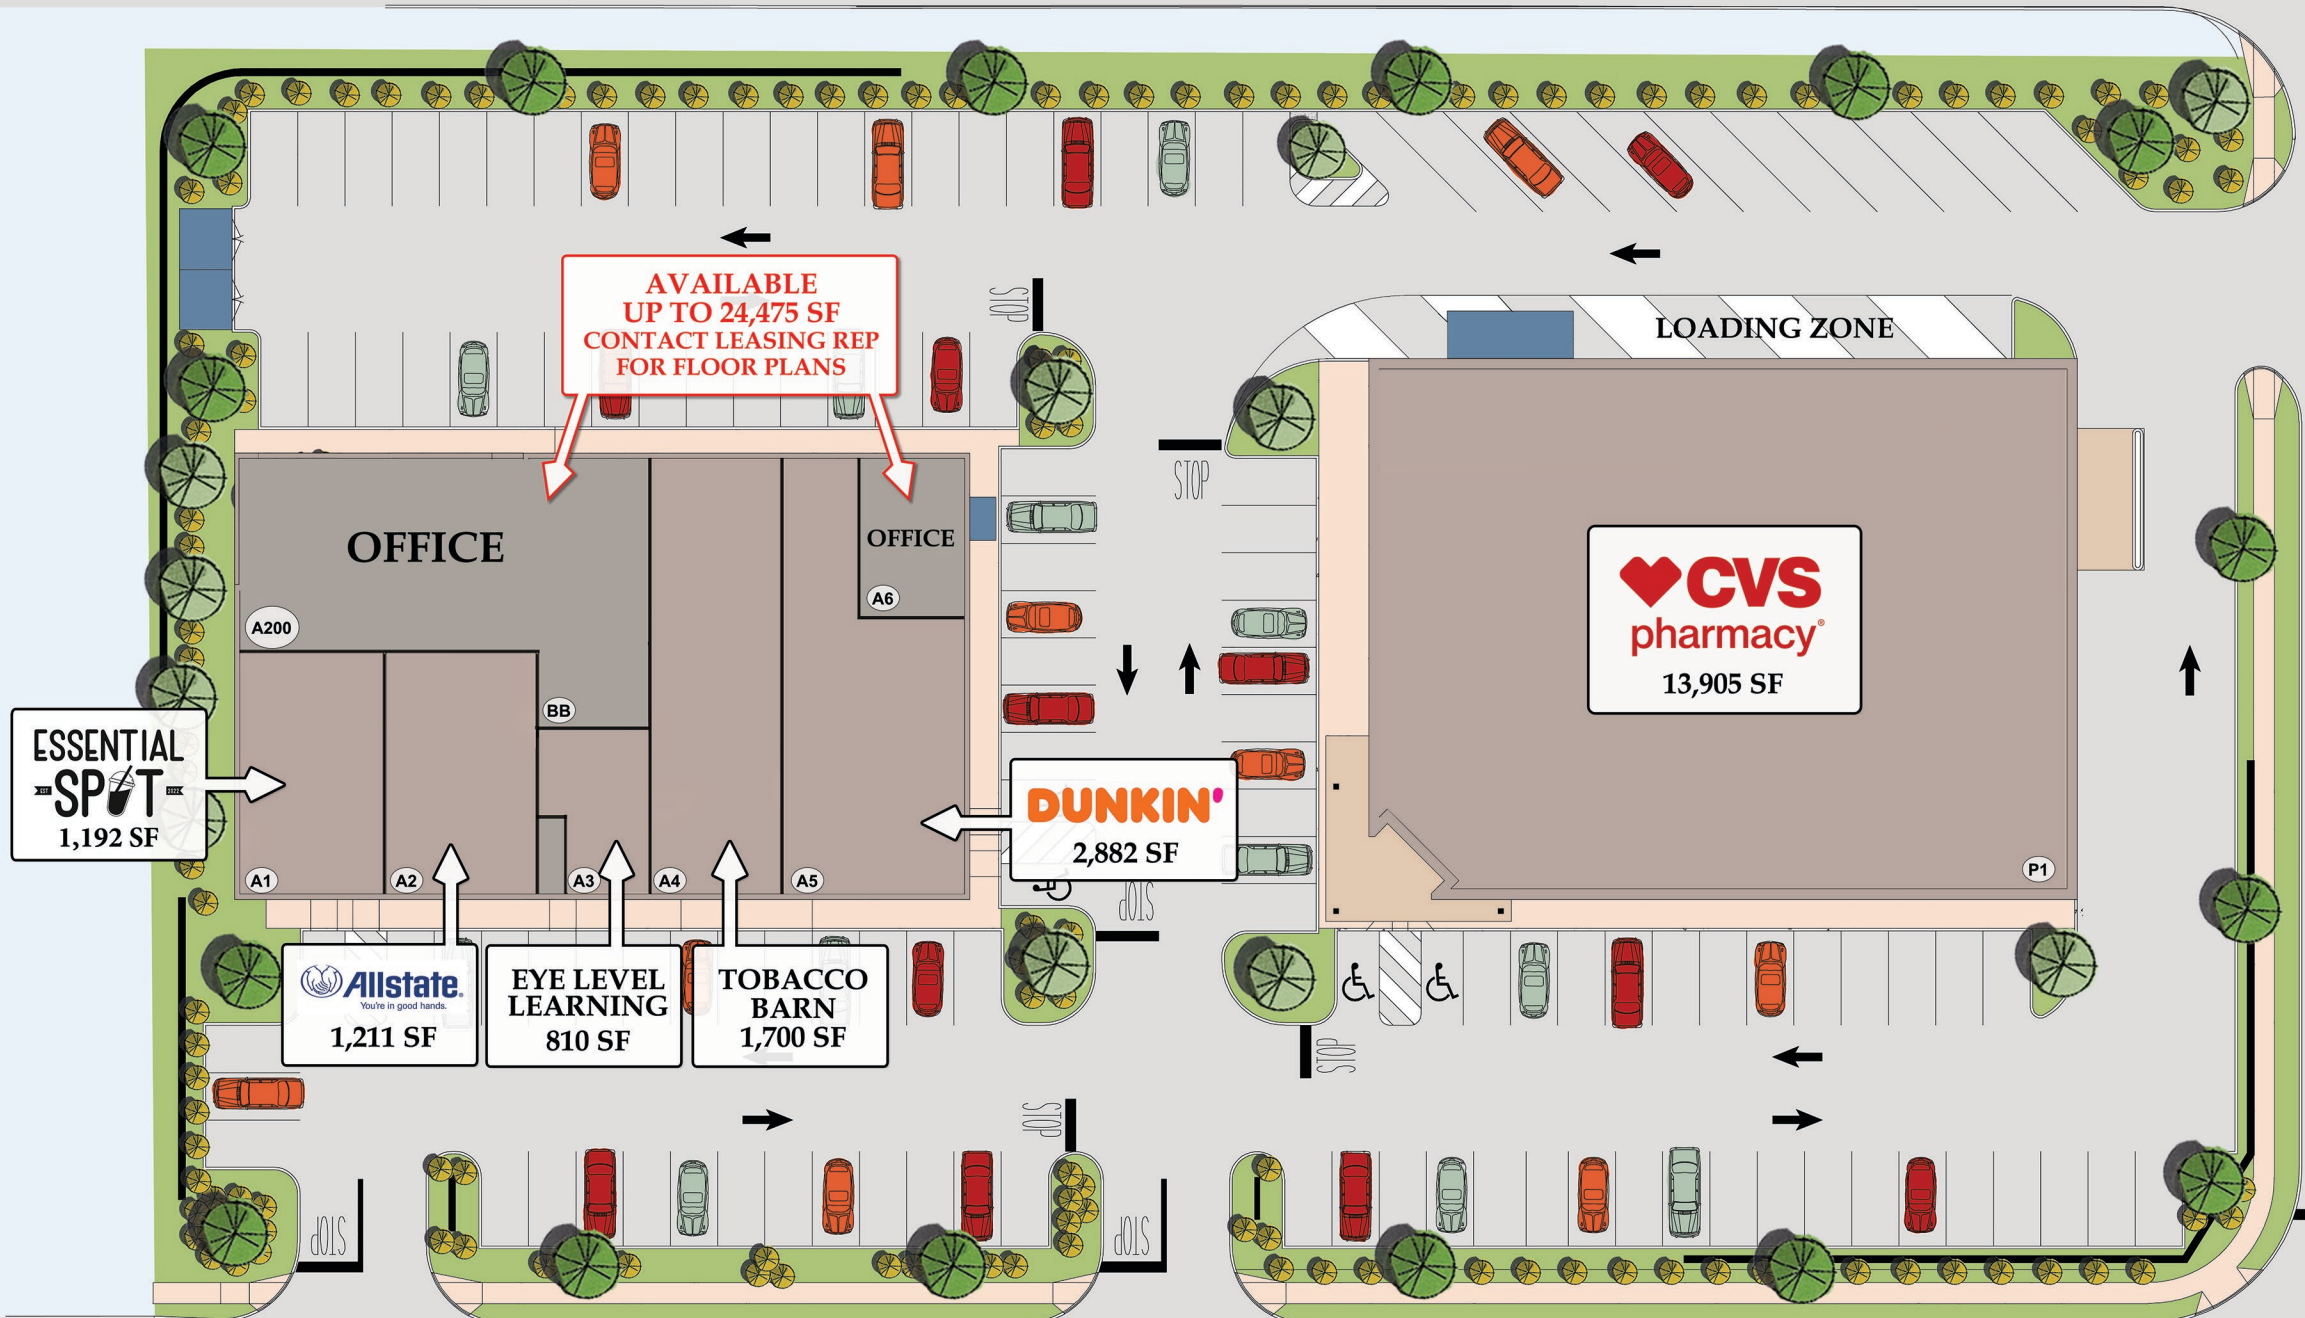 AVAILABLE
UP TO 24,475 SF
CONTACT LEASING REP
FOR FLOOR PLANS
STOP
LOADING ZONE
STOP
OFFICE
OFFICE
A6
A200
BB
CVS
pharmacy®
13,905 SF
ESSENTIAL
EST SPOT 2022
1,192 SF
DUNKIN'
2,882 SF
A1
A2
A3
A4
A5
P1
STOP
Allstate.
You're in good hands.
1,211 SF
EYE LEVEL
LEARNING
810 SF
TOBACCO
BARN
1,700 SF
STOP
STOP
STOP
STOP